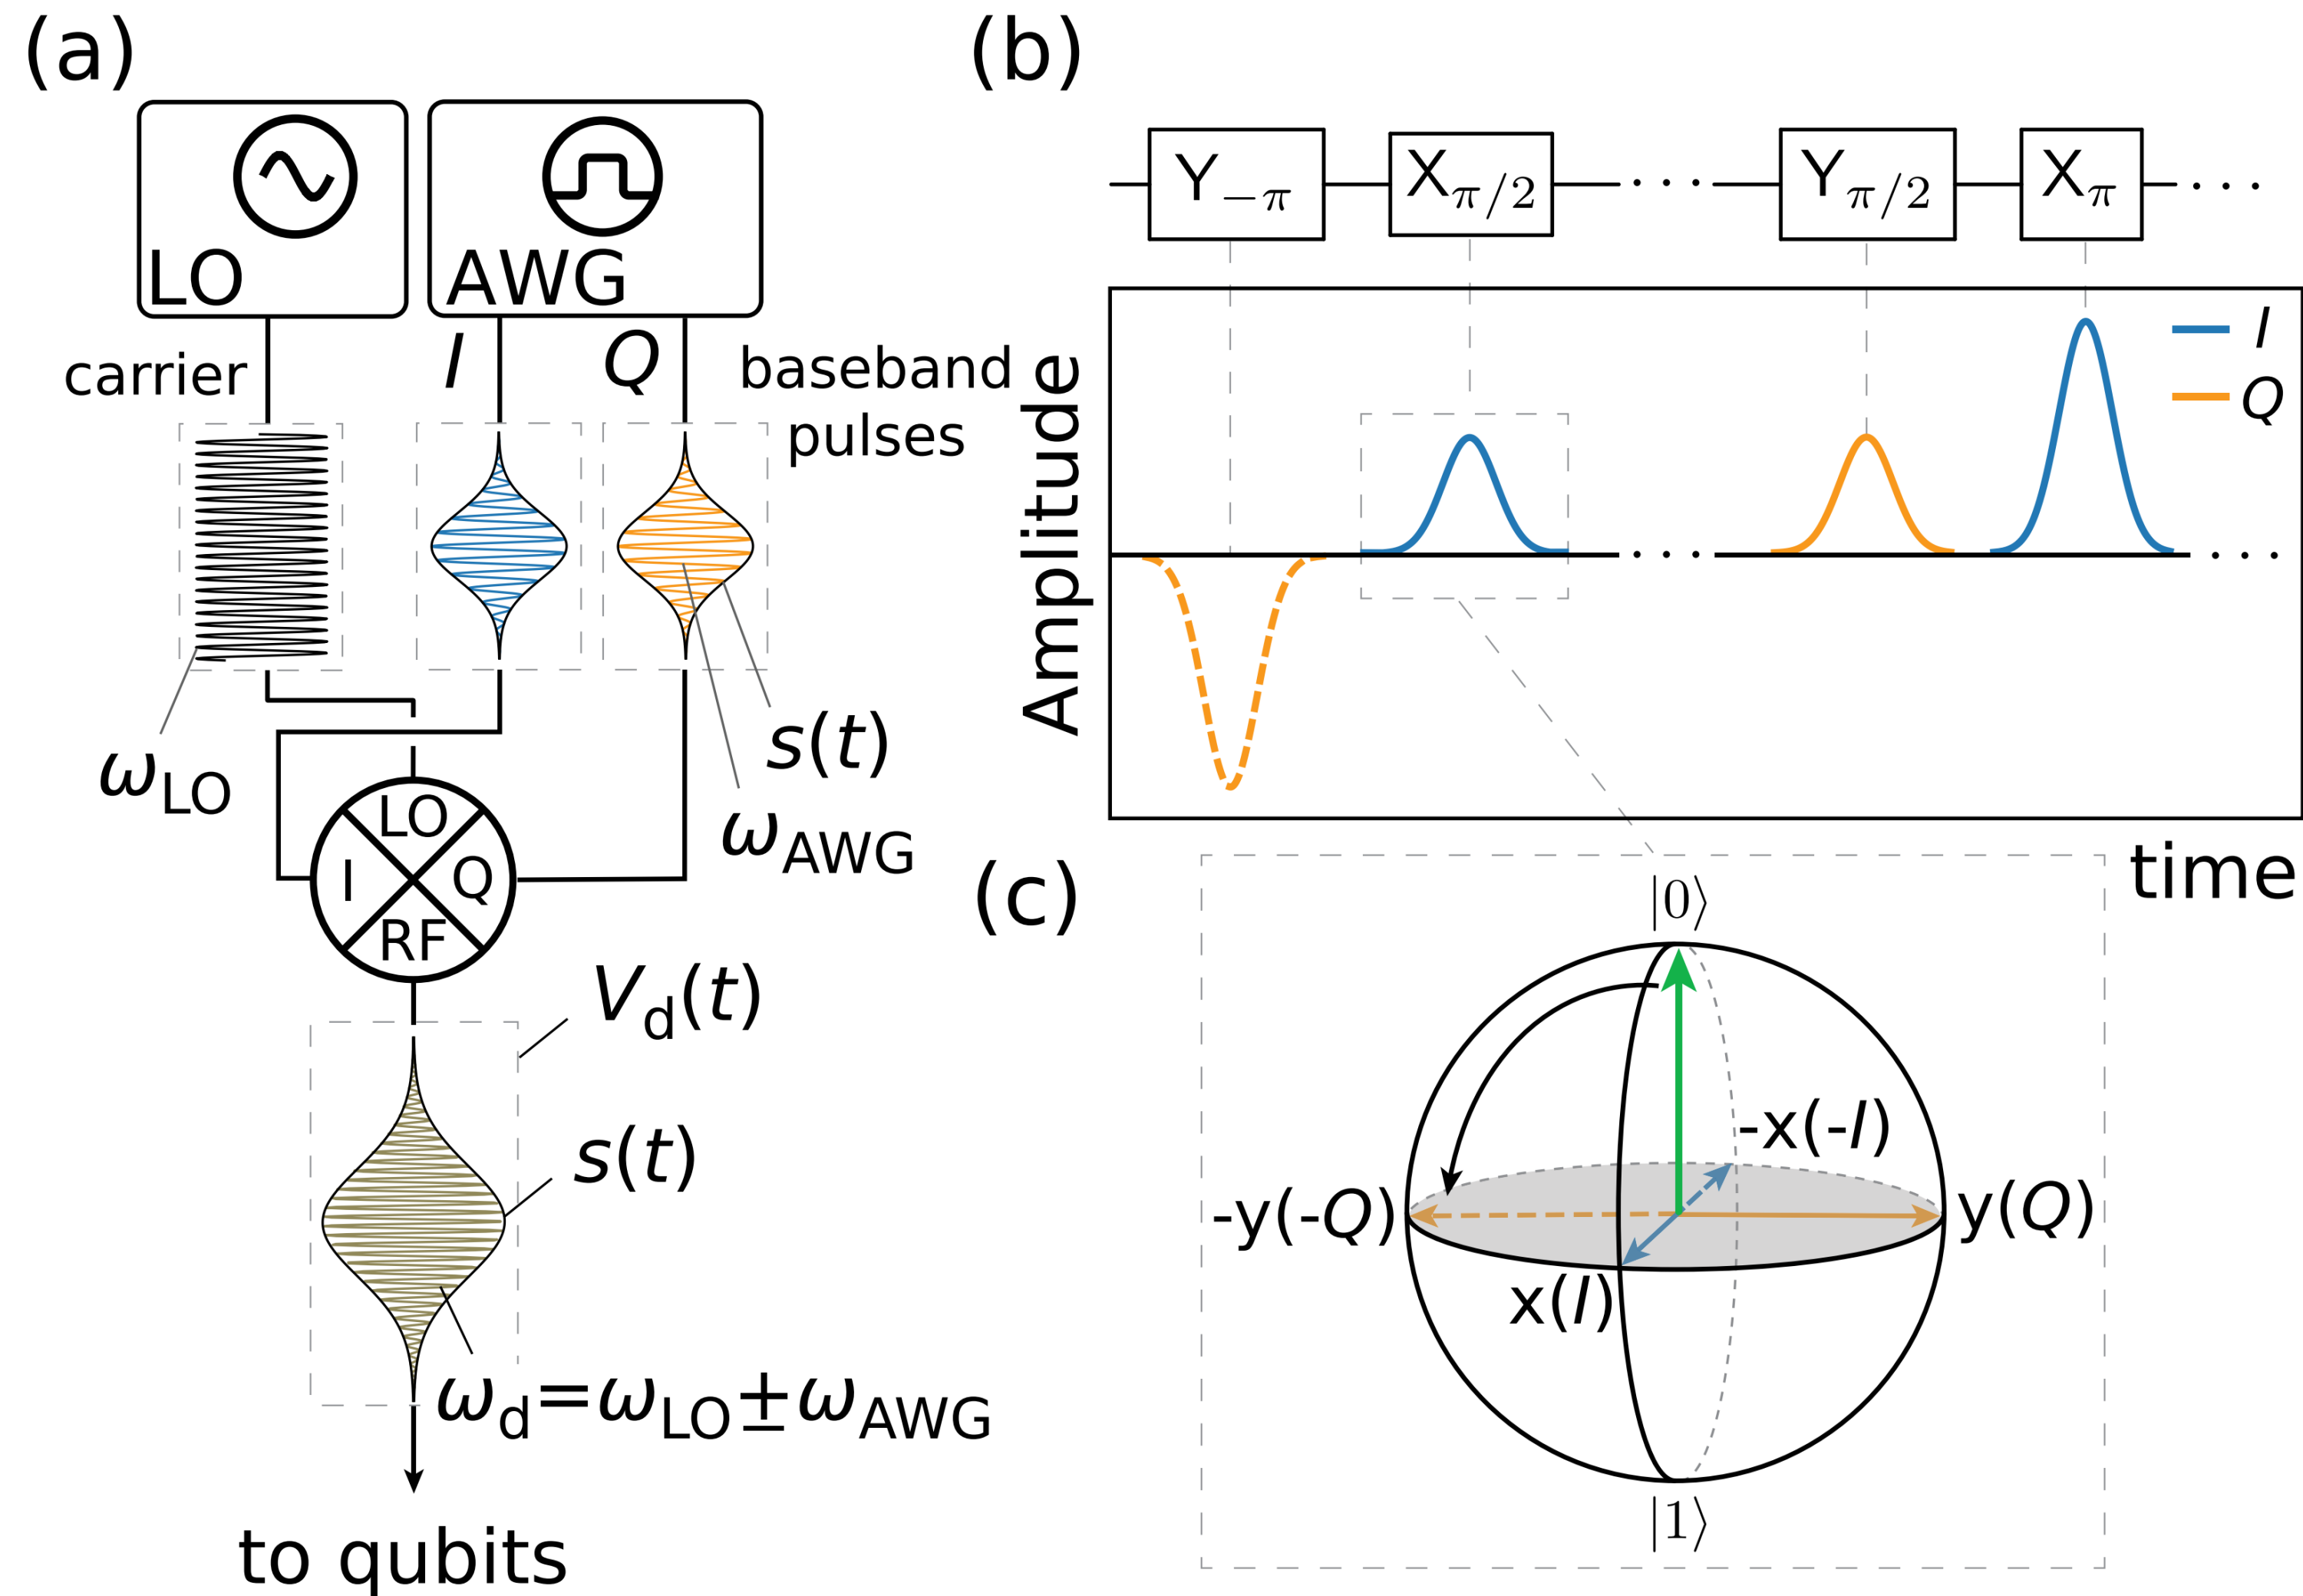 (a)
LO
AWG
carrier
I
Q
baseband
pulses
s(t)
ω_LO
ω_AWG
LO
I
Q
RF
V_d(t)
s(t)
ω_d=ω_LO±ω_AWG
to qubits
(b)
Y_−π
X_π/2
· · ·
Y_π/2
X_π
· · ·
Amplitude
I
Q
· · ·
· · ·
time
(c)
|0⟩
-x(-I)
-y(-Q)
y(Q)
x(I)
|1⟩